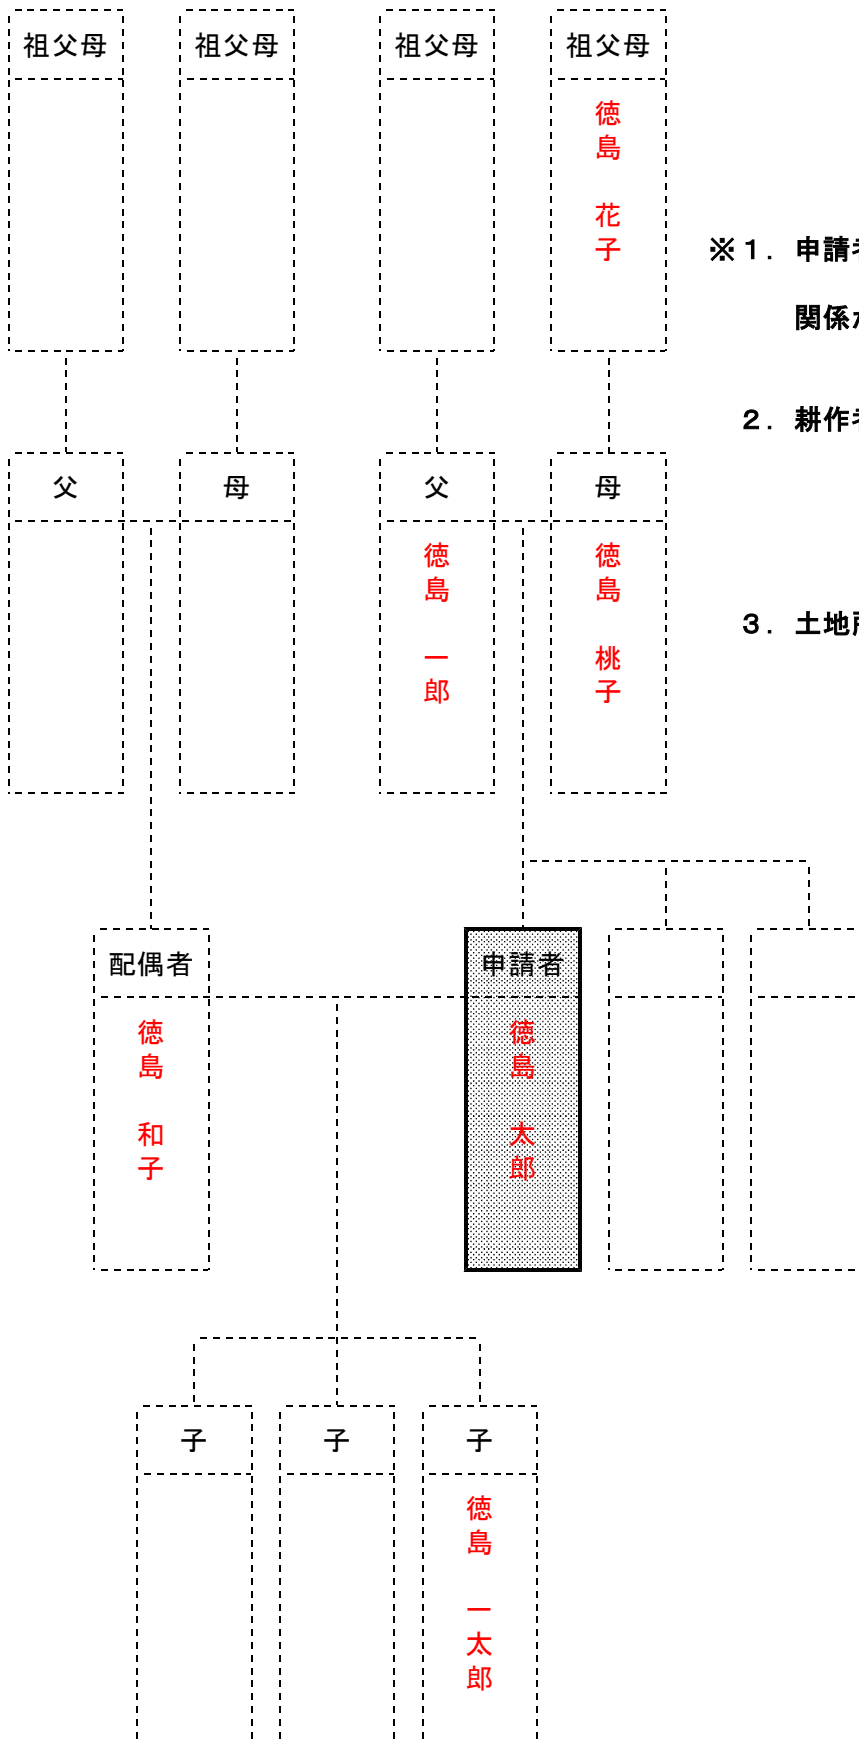 祖父母
祖父母
祖父母
祖父母
徳島 花子
※１．申請
関係
２．耕作
３．土地
父
母
父
母
徳島 一郎
徳島 桃子
配偶者
申請者
徳島 和子
徳島 太郎
子
子
子
徳島 一太郎